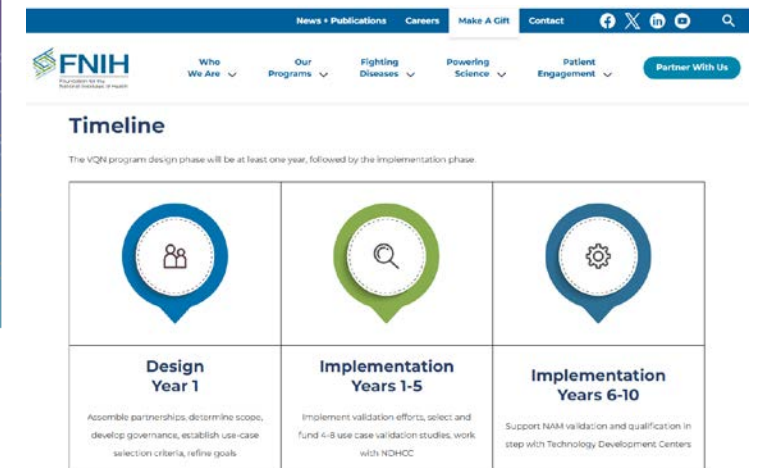 News + Publications Careers Make A Gift Contact
FNIH
Foundation for the
National Institutes of Health
Who
We Are
Our
Programs
Fighting
Diseases
Powering
Science
Patient
Engagement
Partner With Us
Timeline
The VQN program design phase will be at least one year, followed by the implementation phase.
Design
Year 1
Assemble partnerships, determine scope,
develop governance, establish use-case
selection criteria, refine goals
Implementation
Years 1-5
Implement validation efforts, select and
fund 4-8 use case validation studies, work
with NDHCC
Implementation
Years 6-10
Support NAM validation and qualification in
step with Technology Development Centers